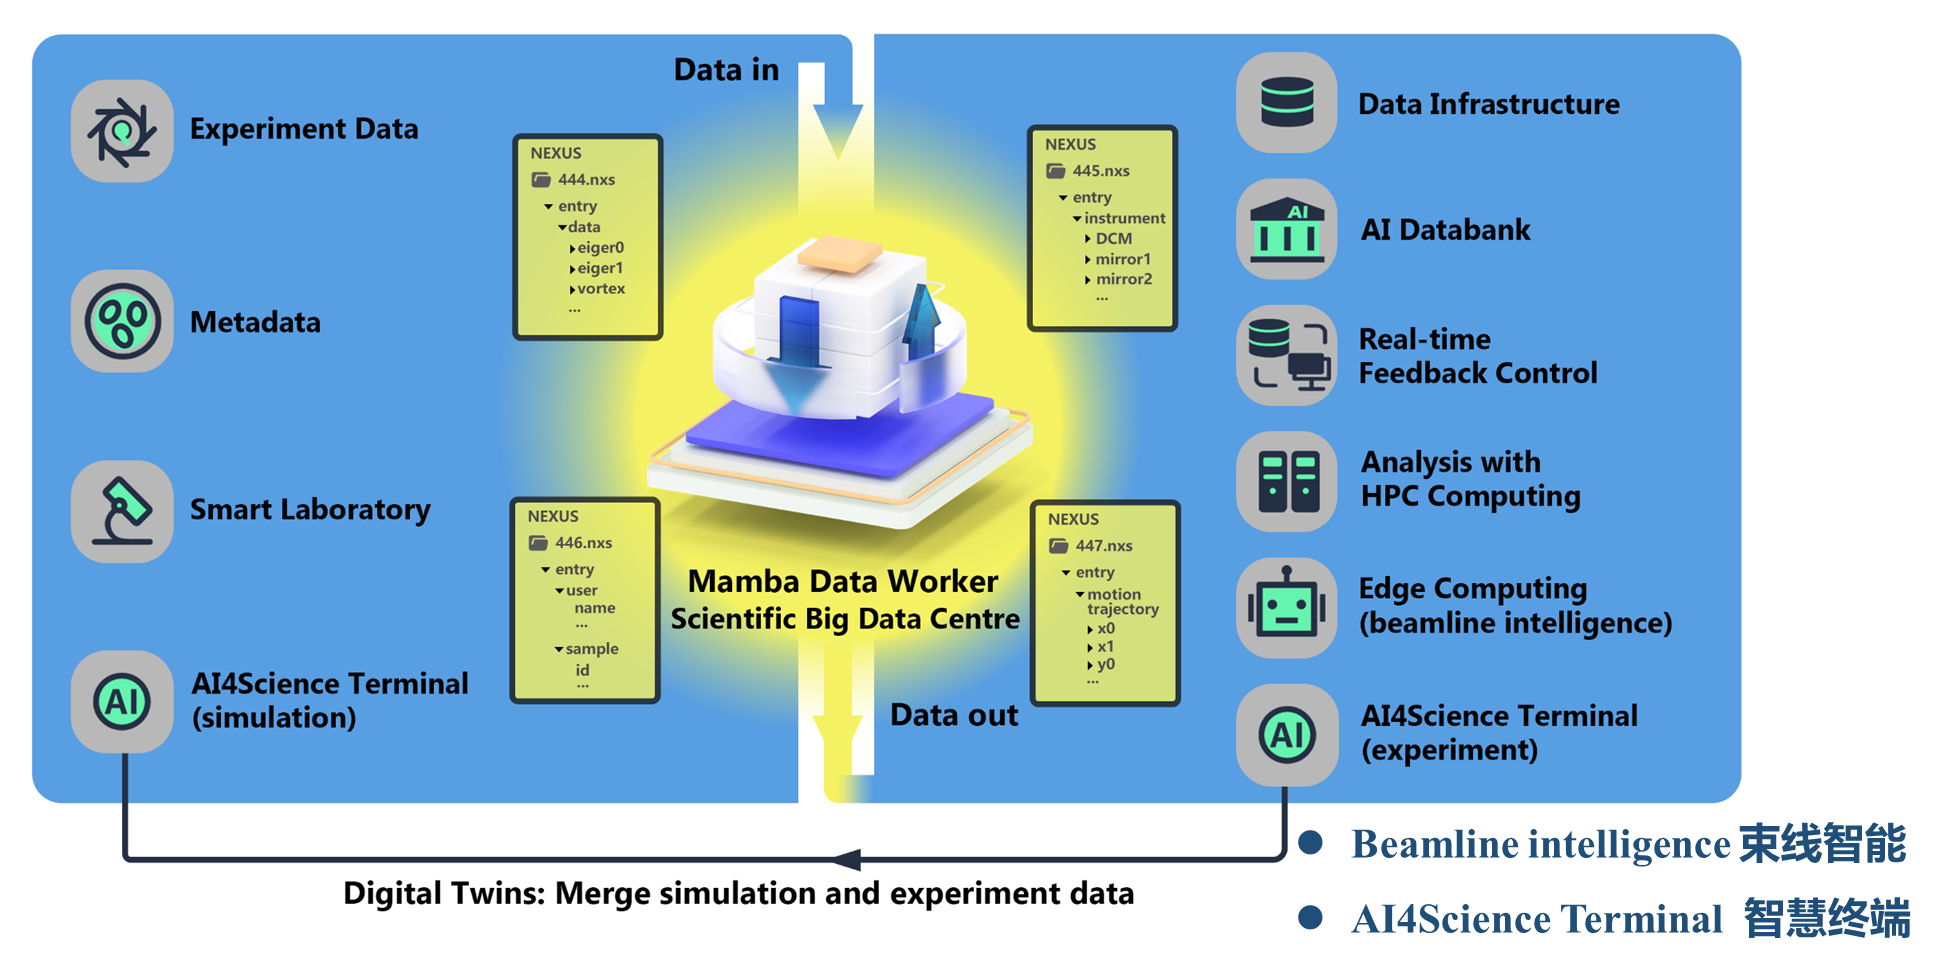 Data in
Experiment Data
Metadata
Smart Laboratory
AI4Science Terminal
(simulation)
NEXUS
444.nxs
entry
data
eiger0
eiger1
vortex
...
NEXUS
446.nxs
entry
user
name
...
sample
id
...
Mamba Data Worker
Scientific Big Data Centre
NEXUS
445.nxs
entry
instrument
DCM
mirror1
mirror2
...
NEXUS
447.nxs
entry
motion
trajectory
x0
x1
y0
...
Data out
Data Infrastructure
AI
AI Databank
Real-time
Feedback Control
Analysis with
HPC Computing
Edge Computing
(beamline intelligence)
AI4Science Terminal
(experiment)
AI
AI
Digital Twins: Merge simulation and experiment data
● Beamline intelligence 束线智能
● AI4Science Terminal 智慧终端